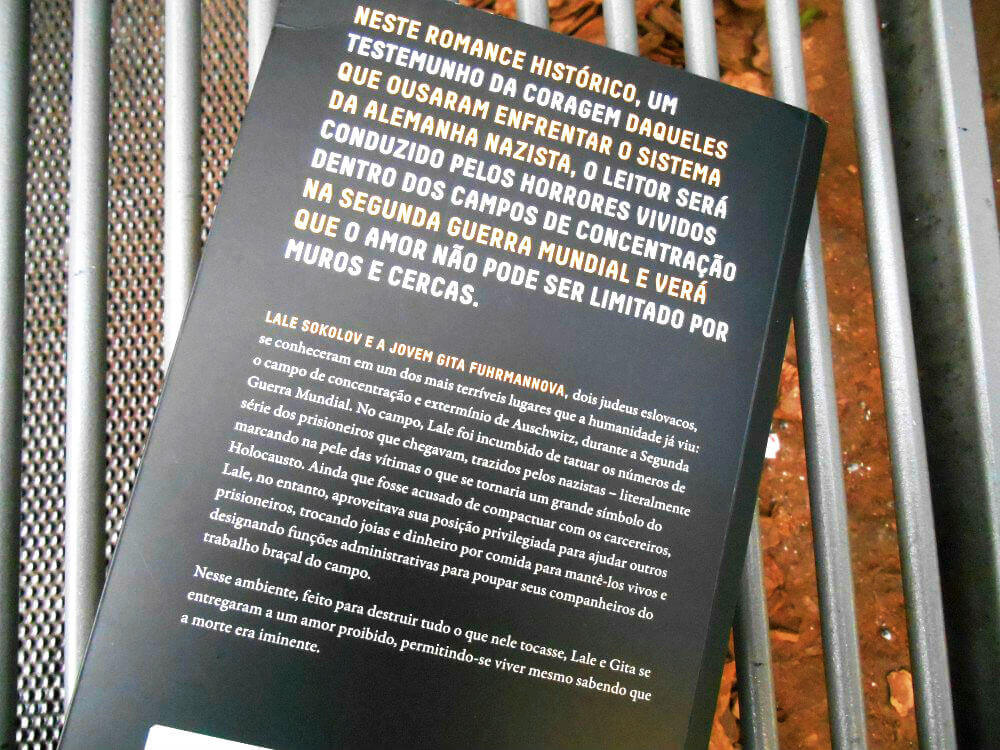 NESTE ROMANCE HISTÓRICO, UM
TESTEMUNHO DA CORAGEM DAQUELES
QUE OUSARAM ENFRENTAR O SISTEMA
DA ALEMANHA NAZISTA, O LEITOR SERÁ
CONDUZIDO PELOS HORRORES VIVIDOS
DENTRO DOS CAMPOS DE CONCENTRAÇÃO
NA SEGUNDA GUERRA MUNDIAL E VERÁ
QUE O AMOR NÃO PODE SER LIMITADO POR
MUROS E CERCAS.
LALE SOKOLOV E A JOVEM GITA FUHRMANNOVA, dois judeus eslovacos,
se conheceram em um dos mais terríveis lugares que a humanidade já viu:
o campo de concentração e extermínio de Auschwitz, durante a Segunda
Guerra Mundial. No campo, Lale foi incumbido de tatuar os números de
série dos prisioneiros que chegavam, trazidos pelos nazistas – literalmente
marcando na pele das vítimas o que se tornaria um grande símbolo do
Holocausto. Ainda que fosse acusado de compactuar com os carcereiros,
Lale, no entanto, aproveitava sua posição privilegiada para ajudar outros
prisioneiros, trocando joias e dinheiro por comida para mantê-los vivos e
designando funções administrativas para poupar seus companheiros do
trabalho braçal do campo.
Nesse ambiente, feito para destruir tudo o que nele tocasse, Lale e Gita se
entregaram a um amor proibido, permitindo-se viver mesmo sabendo que
a morte era iminente.